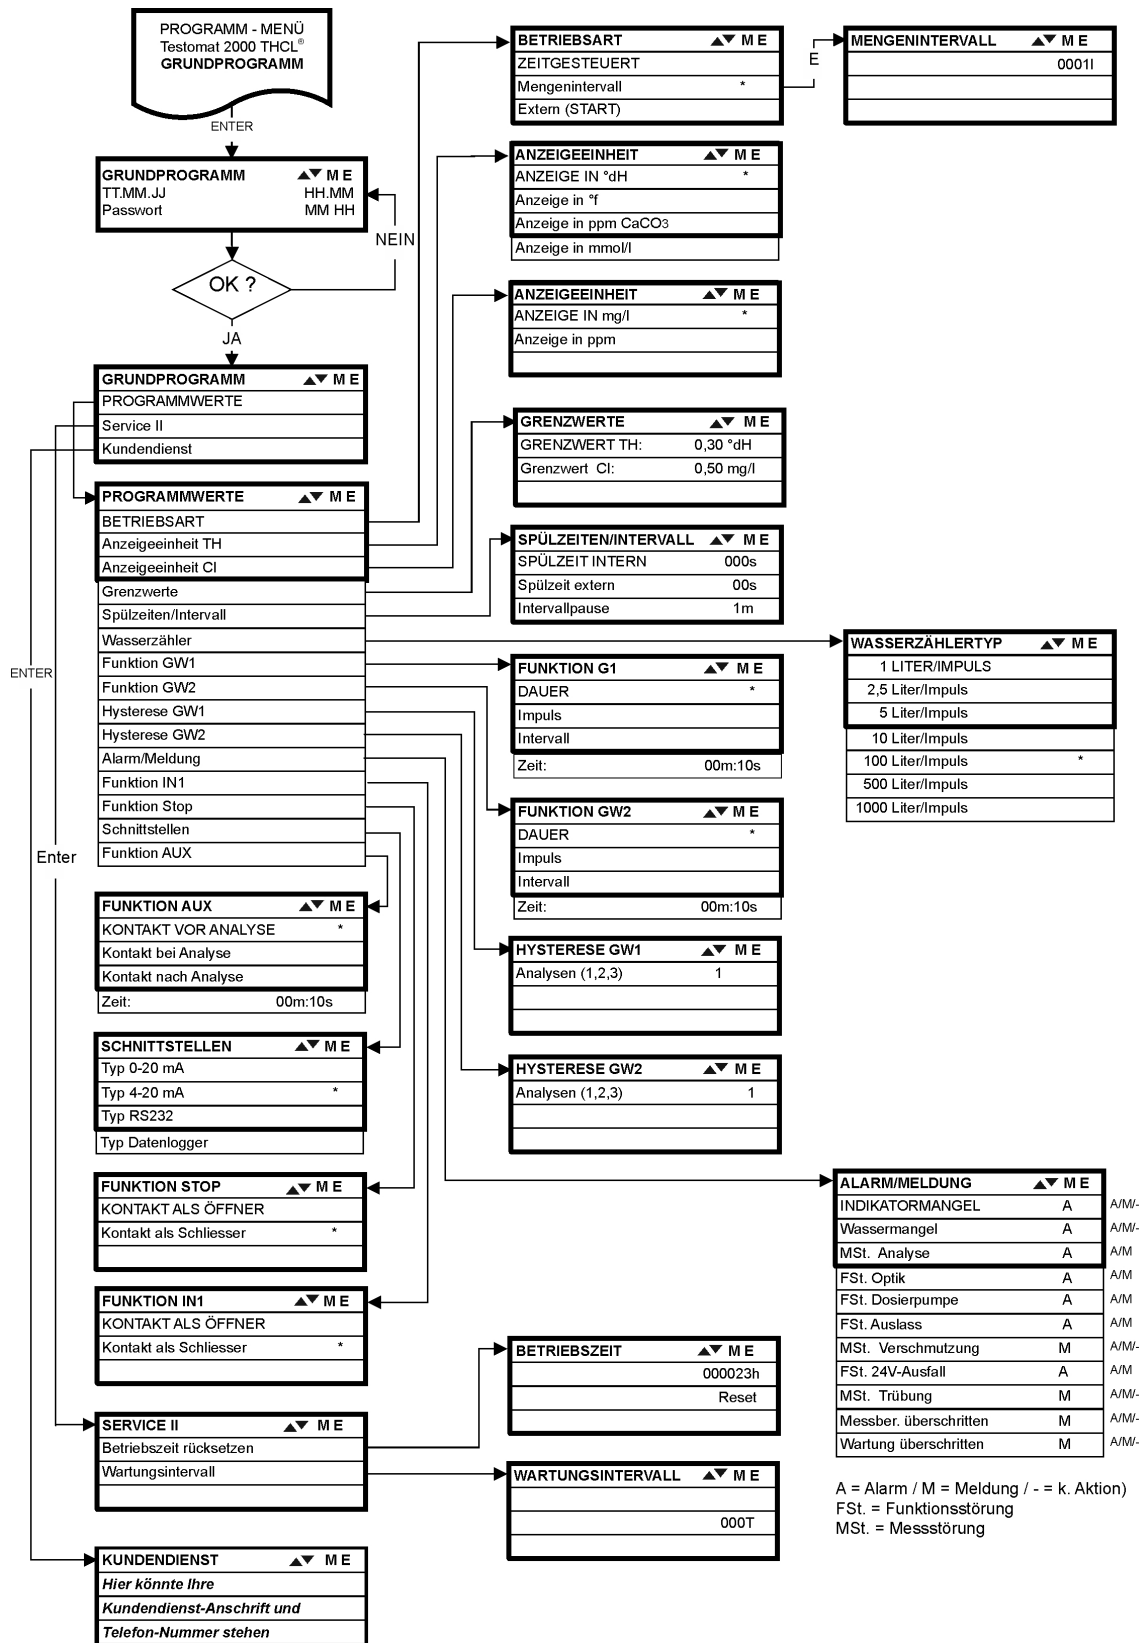 PROGRAMM - MENÜ
Testomat 2000 THCL®
GRUNDPROGRAMM
ENTER
GRUNDPROGRAMM ▲▼ M E
TT.MM.JJ HH.MM
Passwort MM HH
NEIN
OK ?
JA
GRUNDPROGRAMM ▲▼ M E
PROGRAMMWERTE
Service II
Kundendienst
PROGRAMMWERTE ▲▼ M E
BETRIEBSART
Anzeigeeinheit TH
Anzeigeeinheit Cl
Grenzwerte
Spülzeiten/Intervall
Wasserzähler
Funktion GW1
Funktion GW2
Hysterese GW1
Hysterese GW2
Alarm/Meldung
Funktion IN1
Funktion Stop
Schnittstellen
Funktion AUX
ENTER
Enter
FUNKTION AUX ▲▼ M E
KONTAKT VOR ANALYSE *
Kontakt bei Analyse
Kontakt nach Analyse
Zeit: 00m:10s
SCHNITTSTELLEN ▲▼ M E
Typ 0-20 mA
Typ 4-20 mA *
Typ RS232
Typ Datenlogger
FUNKTION STOP ▲▼ M E
KONTAKT ALS ÖFFNER
Kontakt als Schliesser *
FUNKTION IN1 ▲▼ M E
KONTAKT ALS ÖFFNER
Kontakt als Schliesser *
SERVICE II ▲▼ M E
Betriebszeit rücksetzen
Wartungsintervall
KUNDENDIENST ▲▼ M E
Hier könnte Ihre
Kundendienst-Anschrift und
Telefon-Nummer stehen
BETRIEBSART ▲▼ M E
ZEITGESTEUERT
Mengenintervall *
Extern (START)
E
MENGENINTERVALL ▲▼ M E
0001l
ANZEIGEEINHEIT ▲▼ M E
ANZEIGE IN °dH *
Anzeige in °f
Anzeige in ppm CaCO3
Anzeige in mmol/l
ANZEIGEEINHEIT ▲▼ M E
ANZEIGE IN mg/l *
Anzeige in ppm
GRENZWERTE ▲▼ M E
GRENZWERT TH: 0,30 °dH
Grenzwert Cl: 0,50 mg/l
SPÜLZEITEN/INTERVALL ▲▼ M E
SPÜLZEIT INTERN 000s
Spülzeit extern 00s
Intervallpause 1m
WASSERZÄHLERTYP ▲▼ M E
1 LITER/IMPULS
2,5 Liter/Impuls
5 Liter/Impuls
10 Liter/Impuls
100 Liter/Impuls *
500 Liter/Impuls
1000 Liter/Impuls
FUNKTION G1 ▲▼ M E
DAUER *
Impuls
Intervall
Zeit: 00m:10s
FUNKTION GW2 ▲▼ M E
DAUER *
Impuls
Intervall
Zeit: 00m:10s
HYSTERESE GW1 ▲▼ M E
Analysen (1,2,3) 1
HYSTERESE GW2 ▲▼ M E
Analysen (1,2,3) 1
ALARM/MELDUNG ▲▼ M E
INDIKATORMANGEL A A/M/-
Wassermangel A A/M/-
MSt. Analyse A A/M
FSt. Optik A A/M
FSt. Dosierpumpe A A/M
FSt. Auslass A A/M
MSt. Verschmutzung M A/M/-
FSt. 24V-Ausfall A A/M
MSt. Trübung M A/M/-
Messber. überschritten M A/M/-
Wartung überschritten M A/M/-
A = Alarm / M = Meldung / - = k. Aktion)
FSt. = Funktionsstörung
MSt. = Messstörung
BETRIEBSZEIT ▲▼ M E
000023h
Reset
WARTUNGSINTERVALL ▲▼ M E
000T